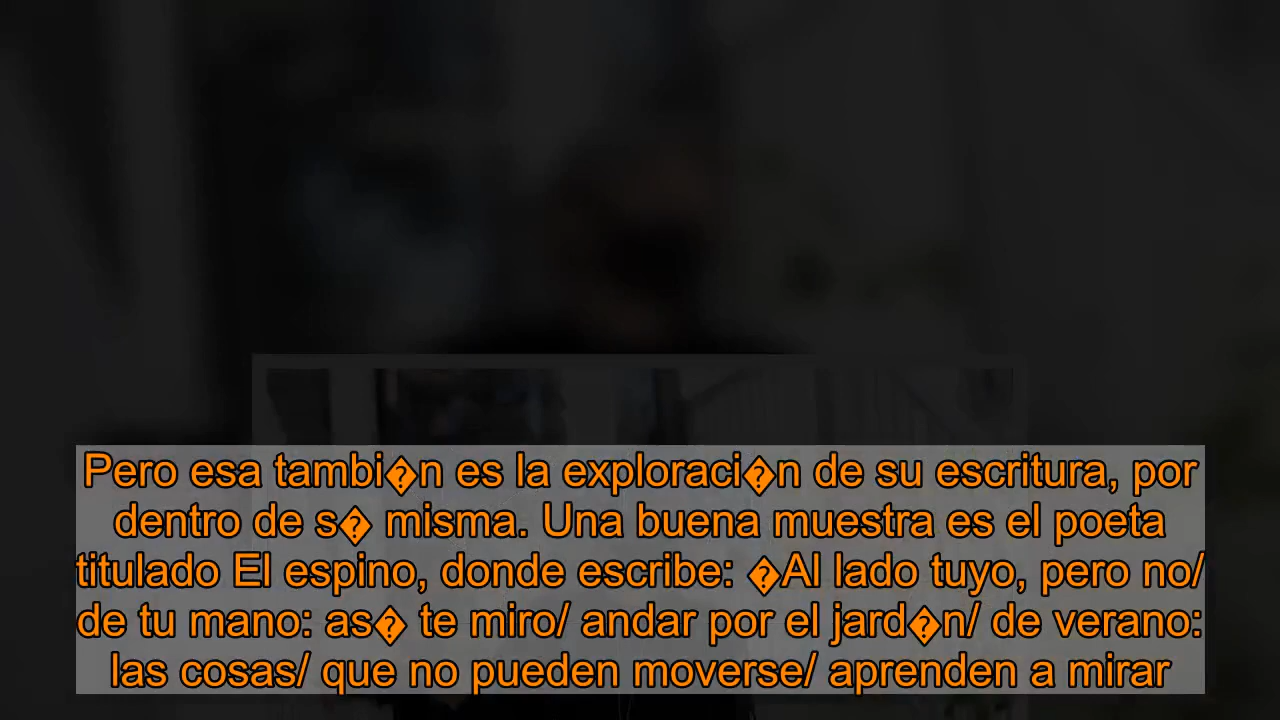 Pero esa tambi�n es la exploraci�n de su escritura, por
dentro de s� misma. Una buena muestra es el poeta
titulado El espino, donde escribe: �Al lado tuyo, pero no/
de tu mano: as� te miro/ andar por el jard�n/ de verano:
las cosas/ que no pueden moverse/ aprenden a mirar